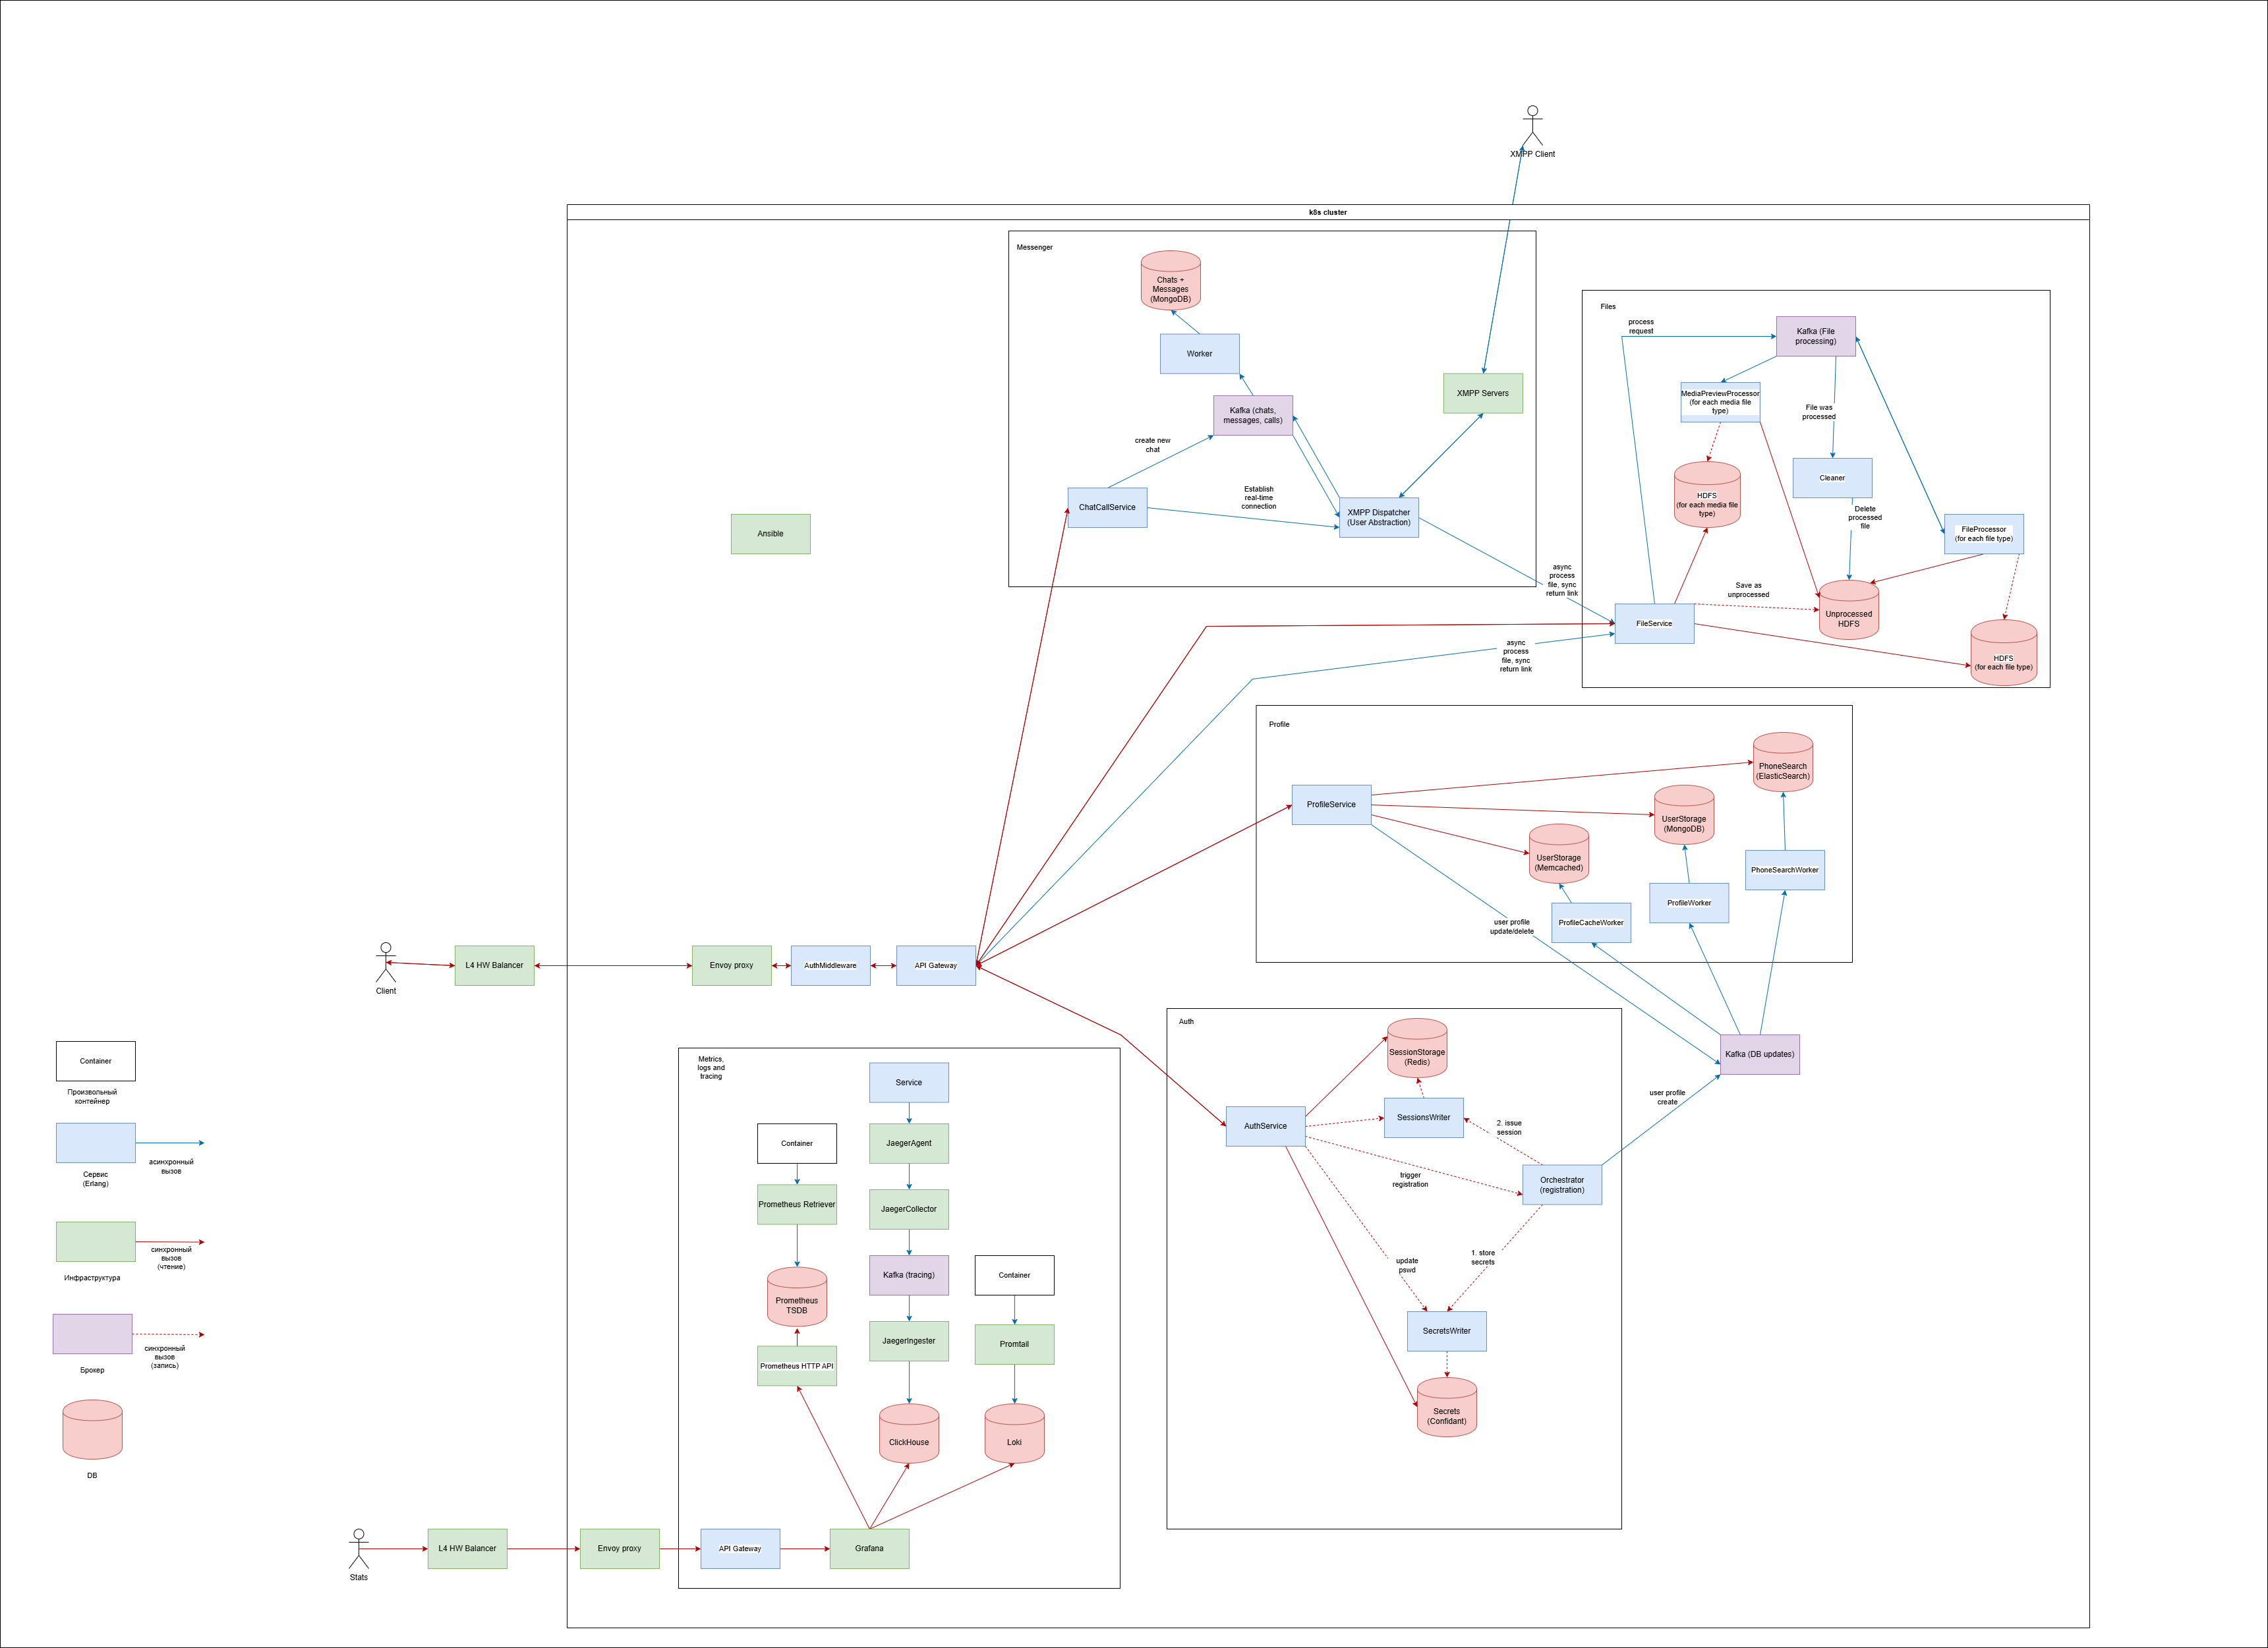 XMPP Client
k8s cluster
Messenger
Chats +
Messages
(MongoDB)
Worker
Kafka (chats,
messages, calls)
XMPP Servers
create new
chat
ChatCallService
Establish
real-time
connection
XMPP Dispatcher
(User Abstraction)
Ansible
async
process
file, sync
return link
Files
process
request
Kafka (File
processing)
MediaPreviewProcessor
(for each media file
type)
File was
processed
HDFS
(for each media file
type)
Cleaner
Delete
processed
file
FileProcessor
(for each file type)
Save as
unprocessed
FileService
Unprocessed
HDFS
HDFS
(for each file type)
async
process
file, sync
return link
Profile
ProfileService
PhoneSearch
(ElasticSearch)
UserStorage
(MongoDB)
UserStorage
(Memcached)
PhoneSearchWorker
ProfileWorker
ProfileCacheWorker
user profile
update/delete
Client
L4 HW Balancer
Envoy proxy
AuthMiddleware
API Gateway
Auth
SessionStorage
(Redis)
Kafka (DB updates)
user profile
create
AuthService
SessionsWriter
2. issue
session
trigger
registration
Orchestrator
(registration)
update
pswd
1. store
secrets
SecretsWriter
Secrets
(Confidant)
Metrics,
logs and
tracing
Service
Container
JaegerAgent
Prometheus Retriever
JaegerCollector
Kafka (tracing)
Container
Prometheus
TSDB
JaegerIngester
Promtail
Prometheus HTTP API
ClickHouse
Loki
Stats
L4 HW Balancer
Envoy proxy
API Gateway
Grafana
Container
Произвольный
контейнер
Сервис
(Erlang)
асинхронный
вызов
Инфраструктура
синхронный
вызов
(чтение)
Брокер
синхронный
вызов
(запись)
DB